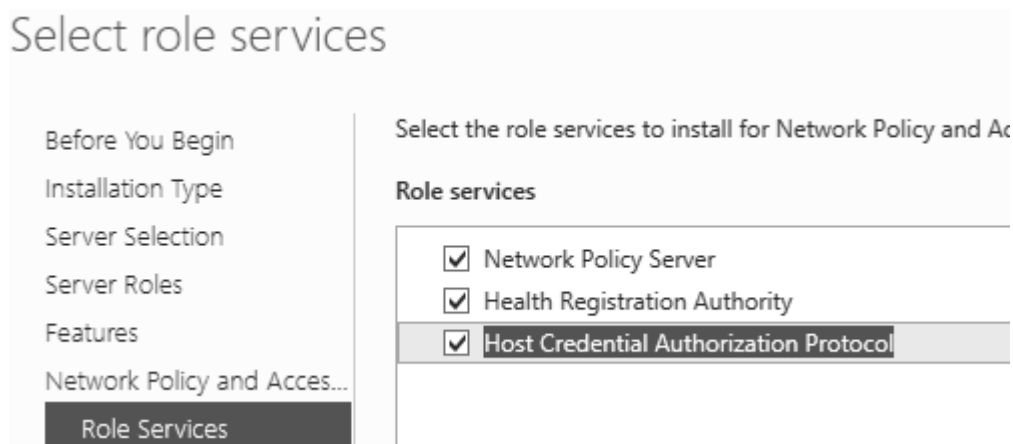 Select role services
Before You Begin
Installation Type
Server Selection
Server Roles
Features
Network Policy and Acces...
Role Services
Select the role services to install for Network Policy and Ac
Role services
Network Policy Server
Health Registration Authority
Host Credential Authorization Protocol